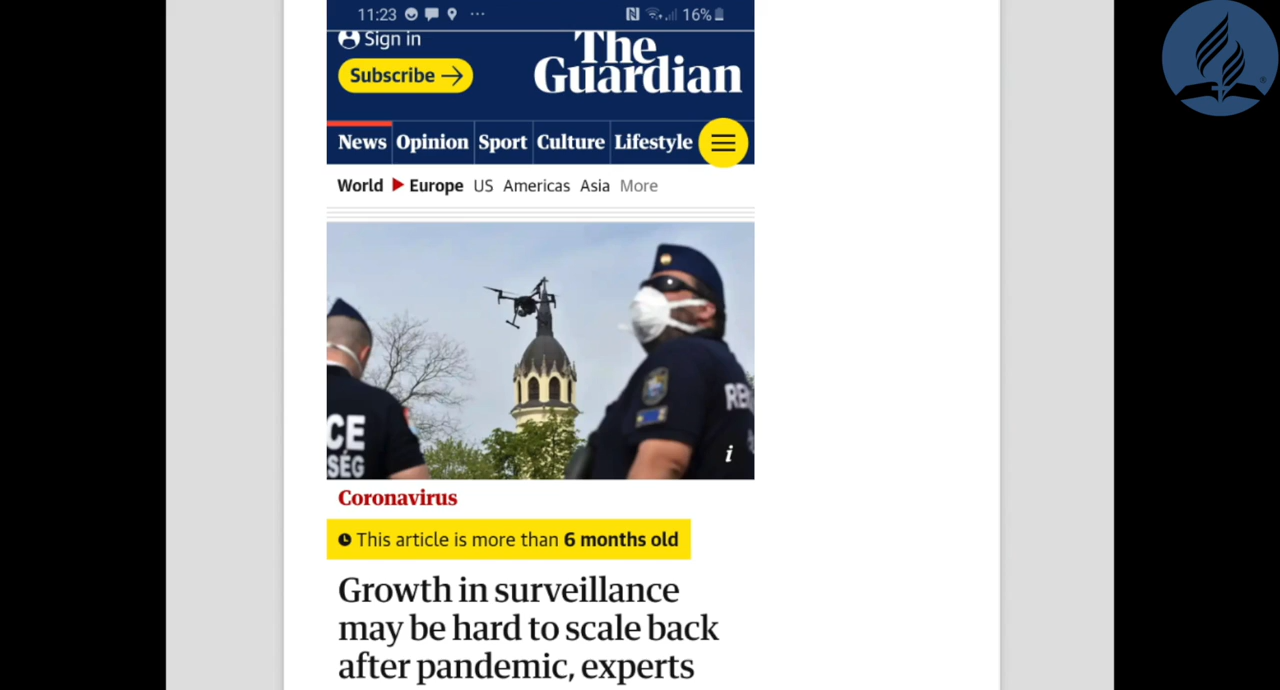 11:23 16%
Sign in
The
Guardian
Subscribe
News Opinion Sport Culture Lifestyle
World Europe US Americas Asia More
CE
SÉG
RE
i
Coronavirus
This article is more than 6 months old
Growth in surveillance
may be hard to scale back
after pandemic, experts
®